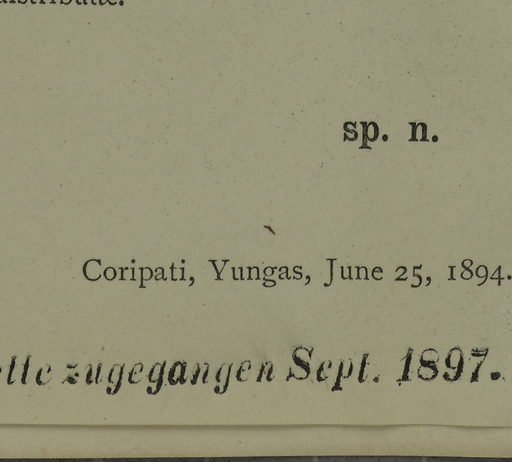 sp. n.
Coripati, Yungas, June 25, 1894.
zugegangen Sept. 1897.